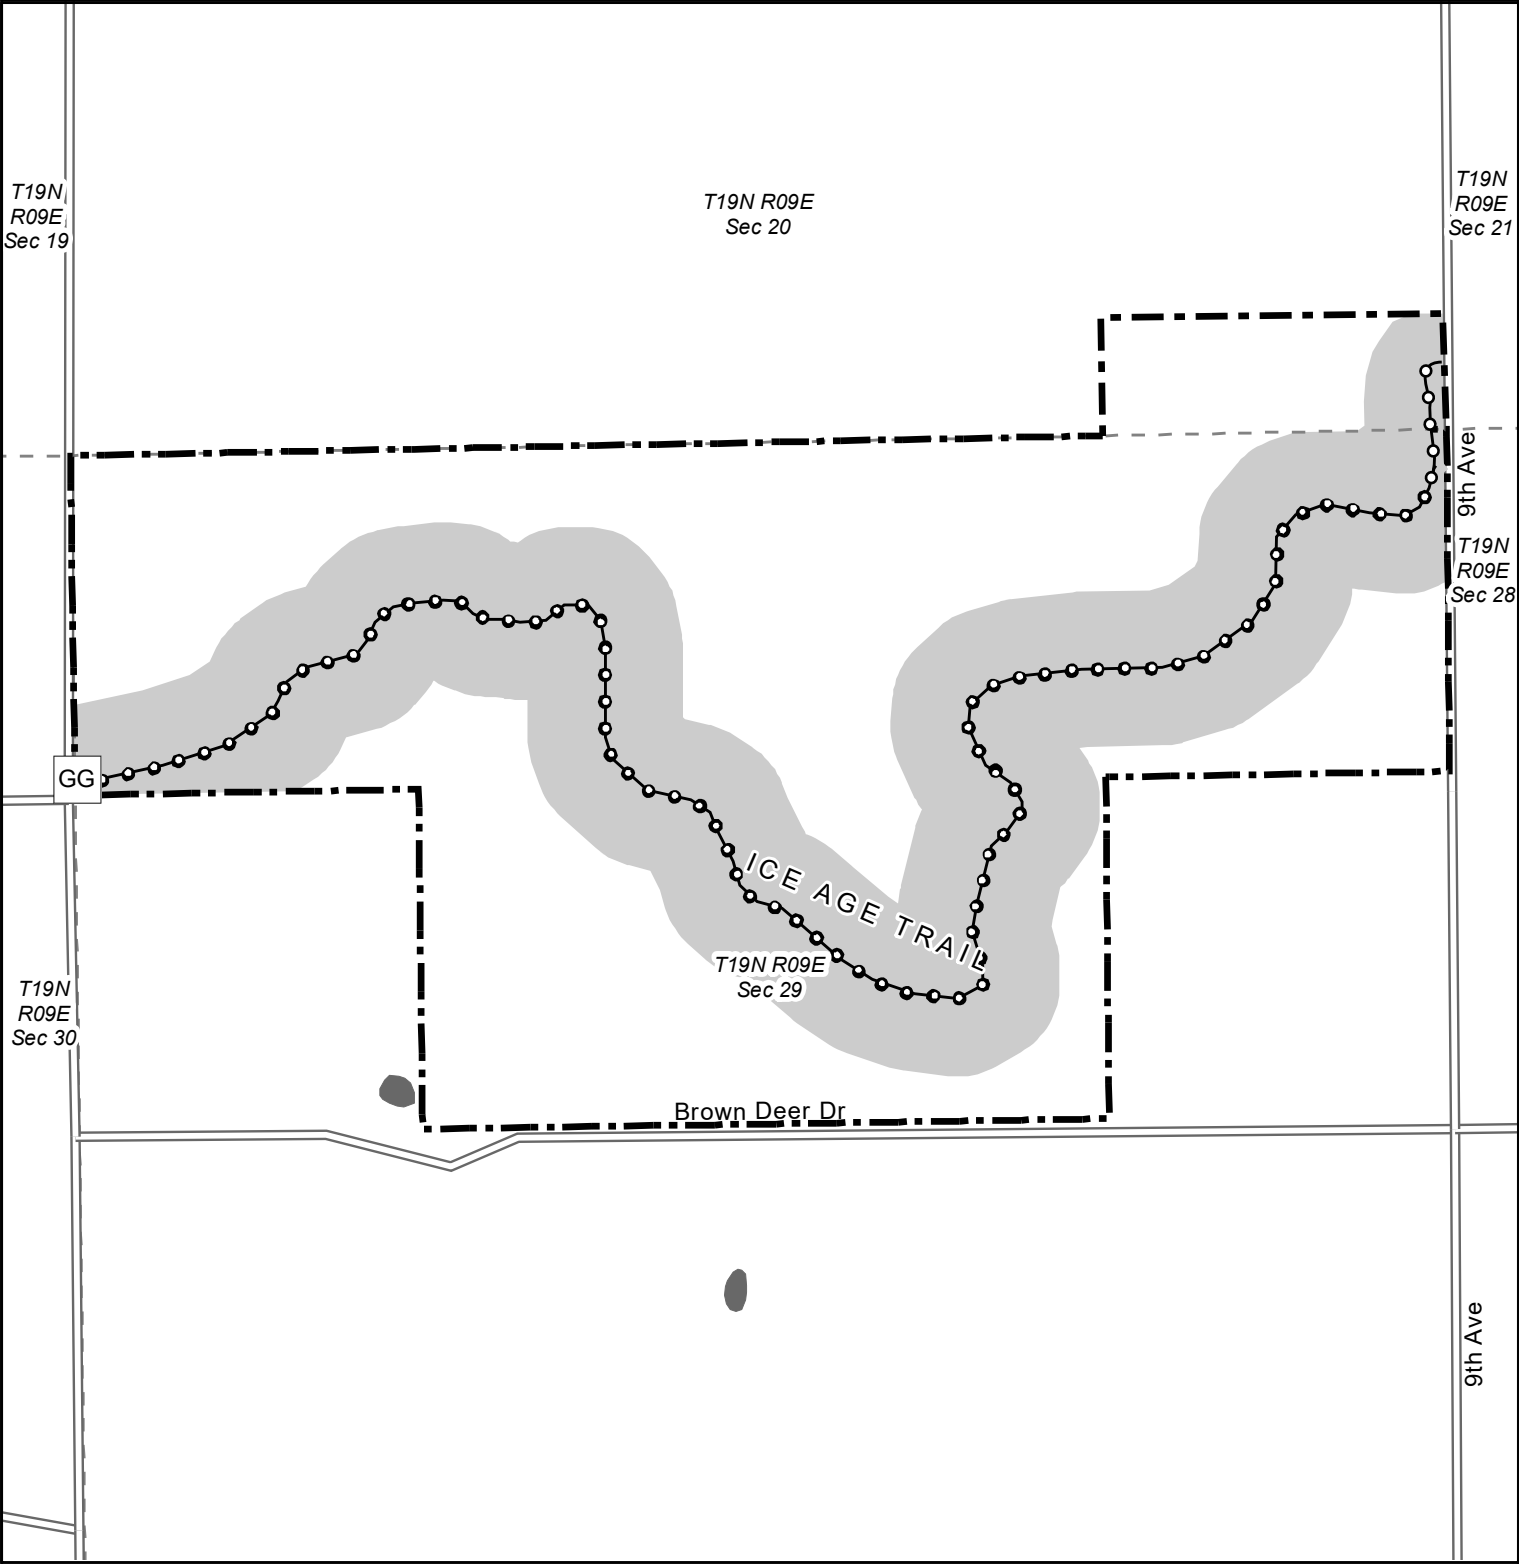 T19N
R09E
Sec 19
T19N R09E
Sec 20
T19N
R09E
Sec 21
9th Ave
T19N
R09E
Sec 28
GG
ICE AGE TRAIL
T19N R09E
Sec 29
T19N
R09E
Sec 30
Brown Deer Dr
9th Ave